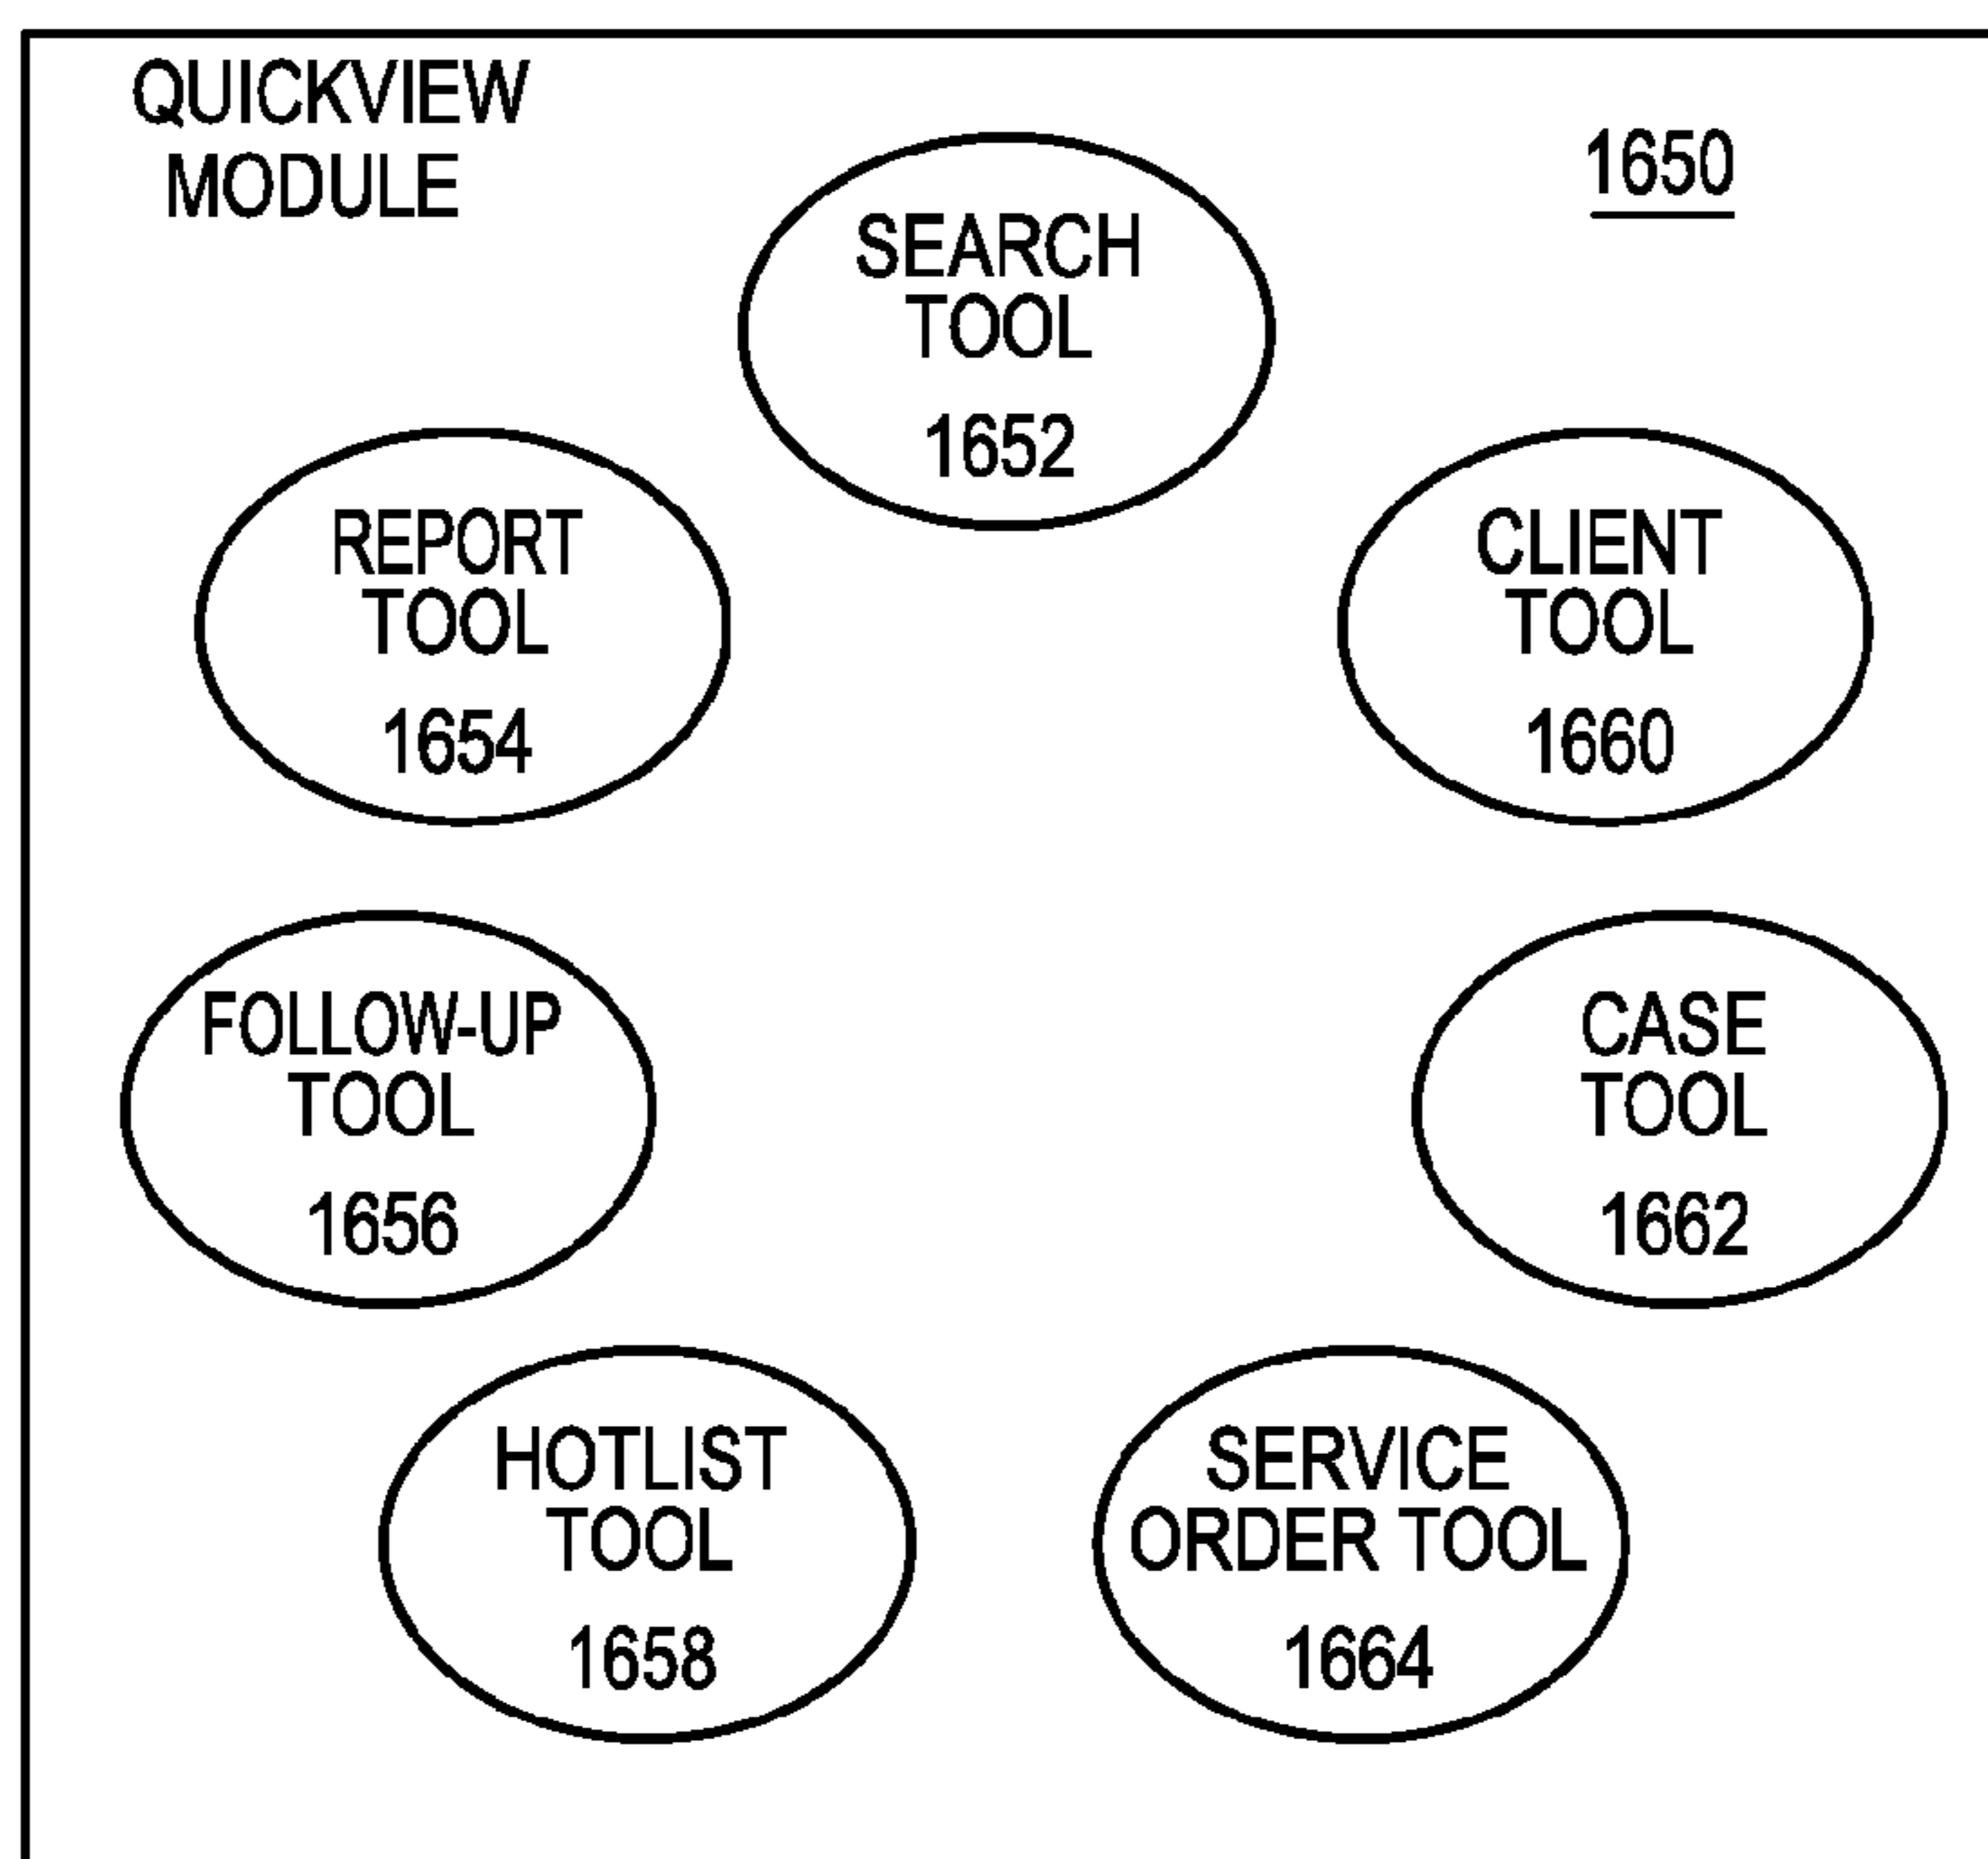 QUICKVIEW
MODULE
1650
SEARCH
TOOL
1652
REPORT
TOOL
1654
CLIENT
TOOL
1660
FOLLOW-UP
TOOL
1656
CASE
TOOL
1662
HOTLIST
TOOL
1658
SERVICE
ORDER TOOL
1664